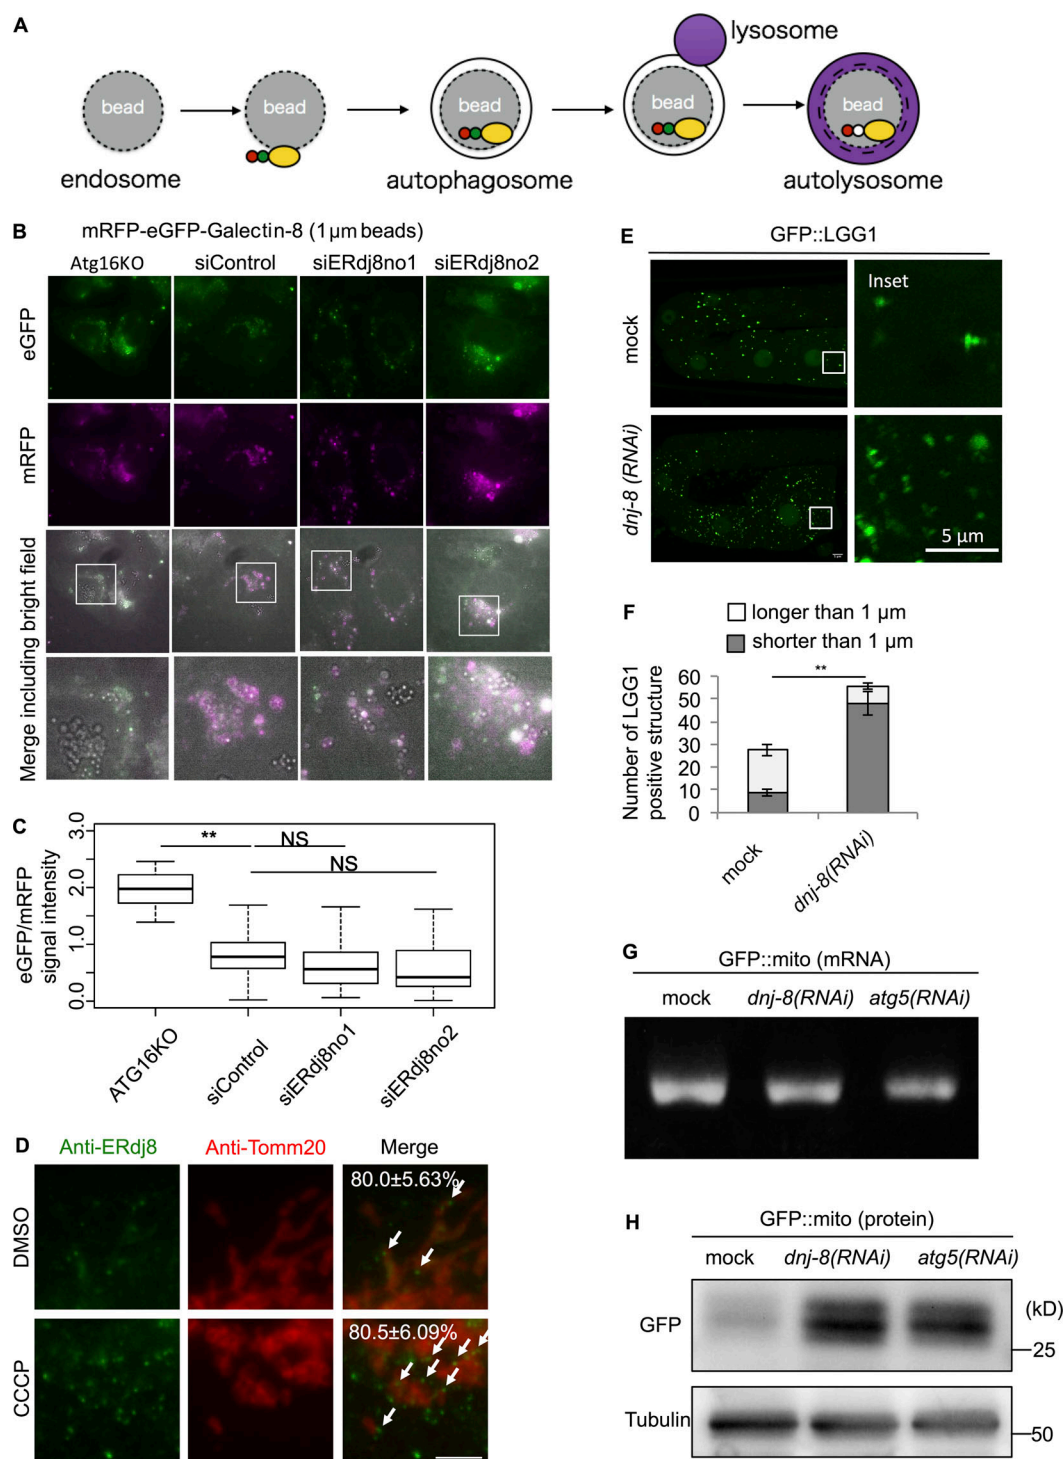 A
lysosome
bead
bead
bead
bead
bead
endosome
autophagosome
autolysosome
B
mRFP-eGFP-Galectin-8 (1μm beads)
Atg16KO
siControl
siERdj8no1
siERdj8no2
eGFP
mRFP
Merge including bright field
C
eGFP/mRFP
signal intensity
3.0
2.0
1.0
0.0
**
NS
NS
ATG16KO
siControl
siERdj8no1
siERdj8no2
D
Anti-ERdj8
Anti-Tomm20
Merge
DMSO
80.0±5.63%
CCCP
80.5±6.09%
E
GFP::LGG1
mock
Inset
dnj-8 (RNAi)
5 μm
F
longer than 1 μm
shorter than 1 μm
Number of LGG1
positive structure
60
50
40
30
20
10
0
**
mock
dnj-8(RNAi)
G
GFP::mito (mRNA)
mock
dnj-8(RNAi)
atg5(RNAi)
H
GFP::mito (protein)
mock
dnj-8(RNAi)
atg5(RNAi)
(kD)
GFP
25
Tubulin
50